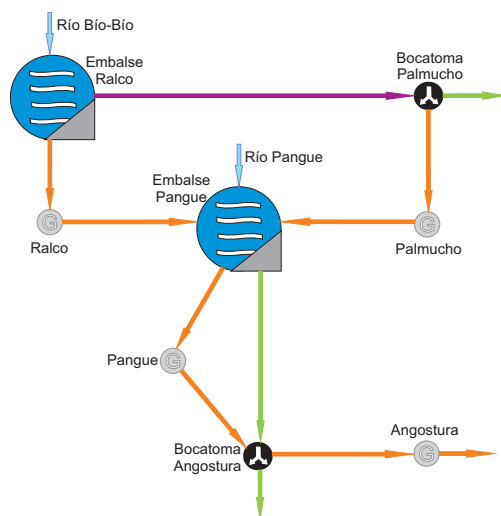 Río Bío-Bío
Embalse
Ralco
Bocatoma
Palmucho
Río Pangue
Embalse
Pangue
G
Ralco
G
Palmucho
Pangue
G
Bocatoma
Angostura
Angostura
G